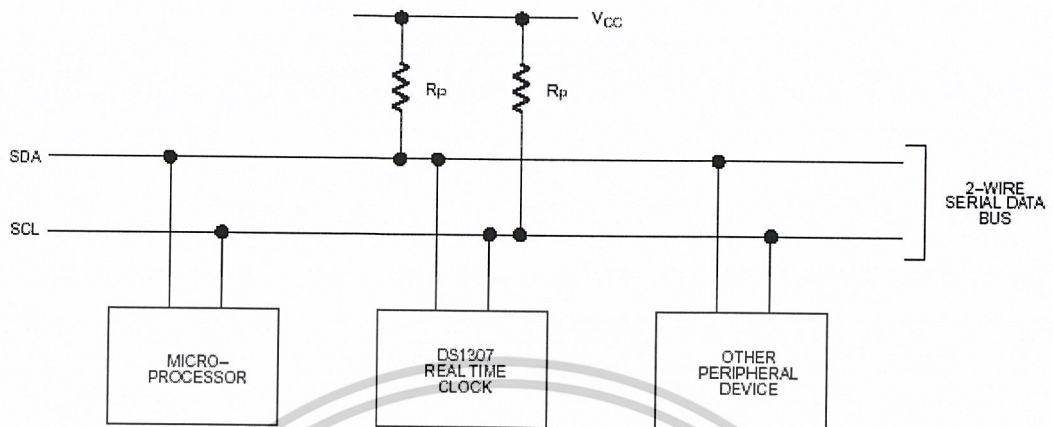 VCC
RP
RP
SDA
SCL
2-WIRE
SERIAL DATA
BUS
MICRO-
PROCESSOR
DS1307
REAL TIME
CLOCK
OTHER
PERIPHERAL
DEVICE